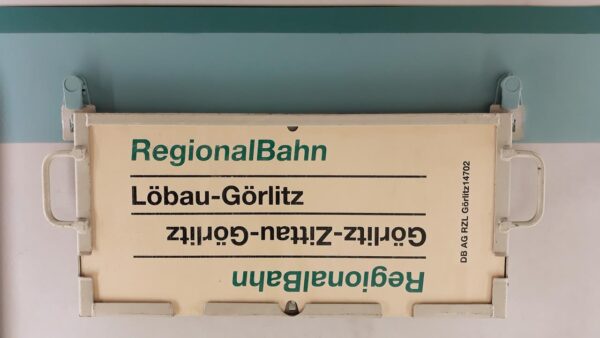 RegionalBahn
Löbau-Görlitz
Görlitz-Zittau-Görlitz
RegionalBahn
DB AG RZL Görlitz14702